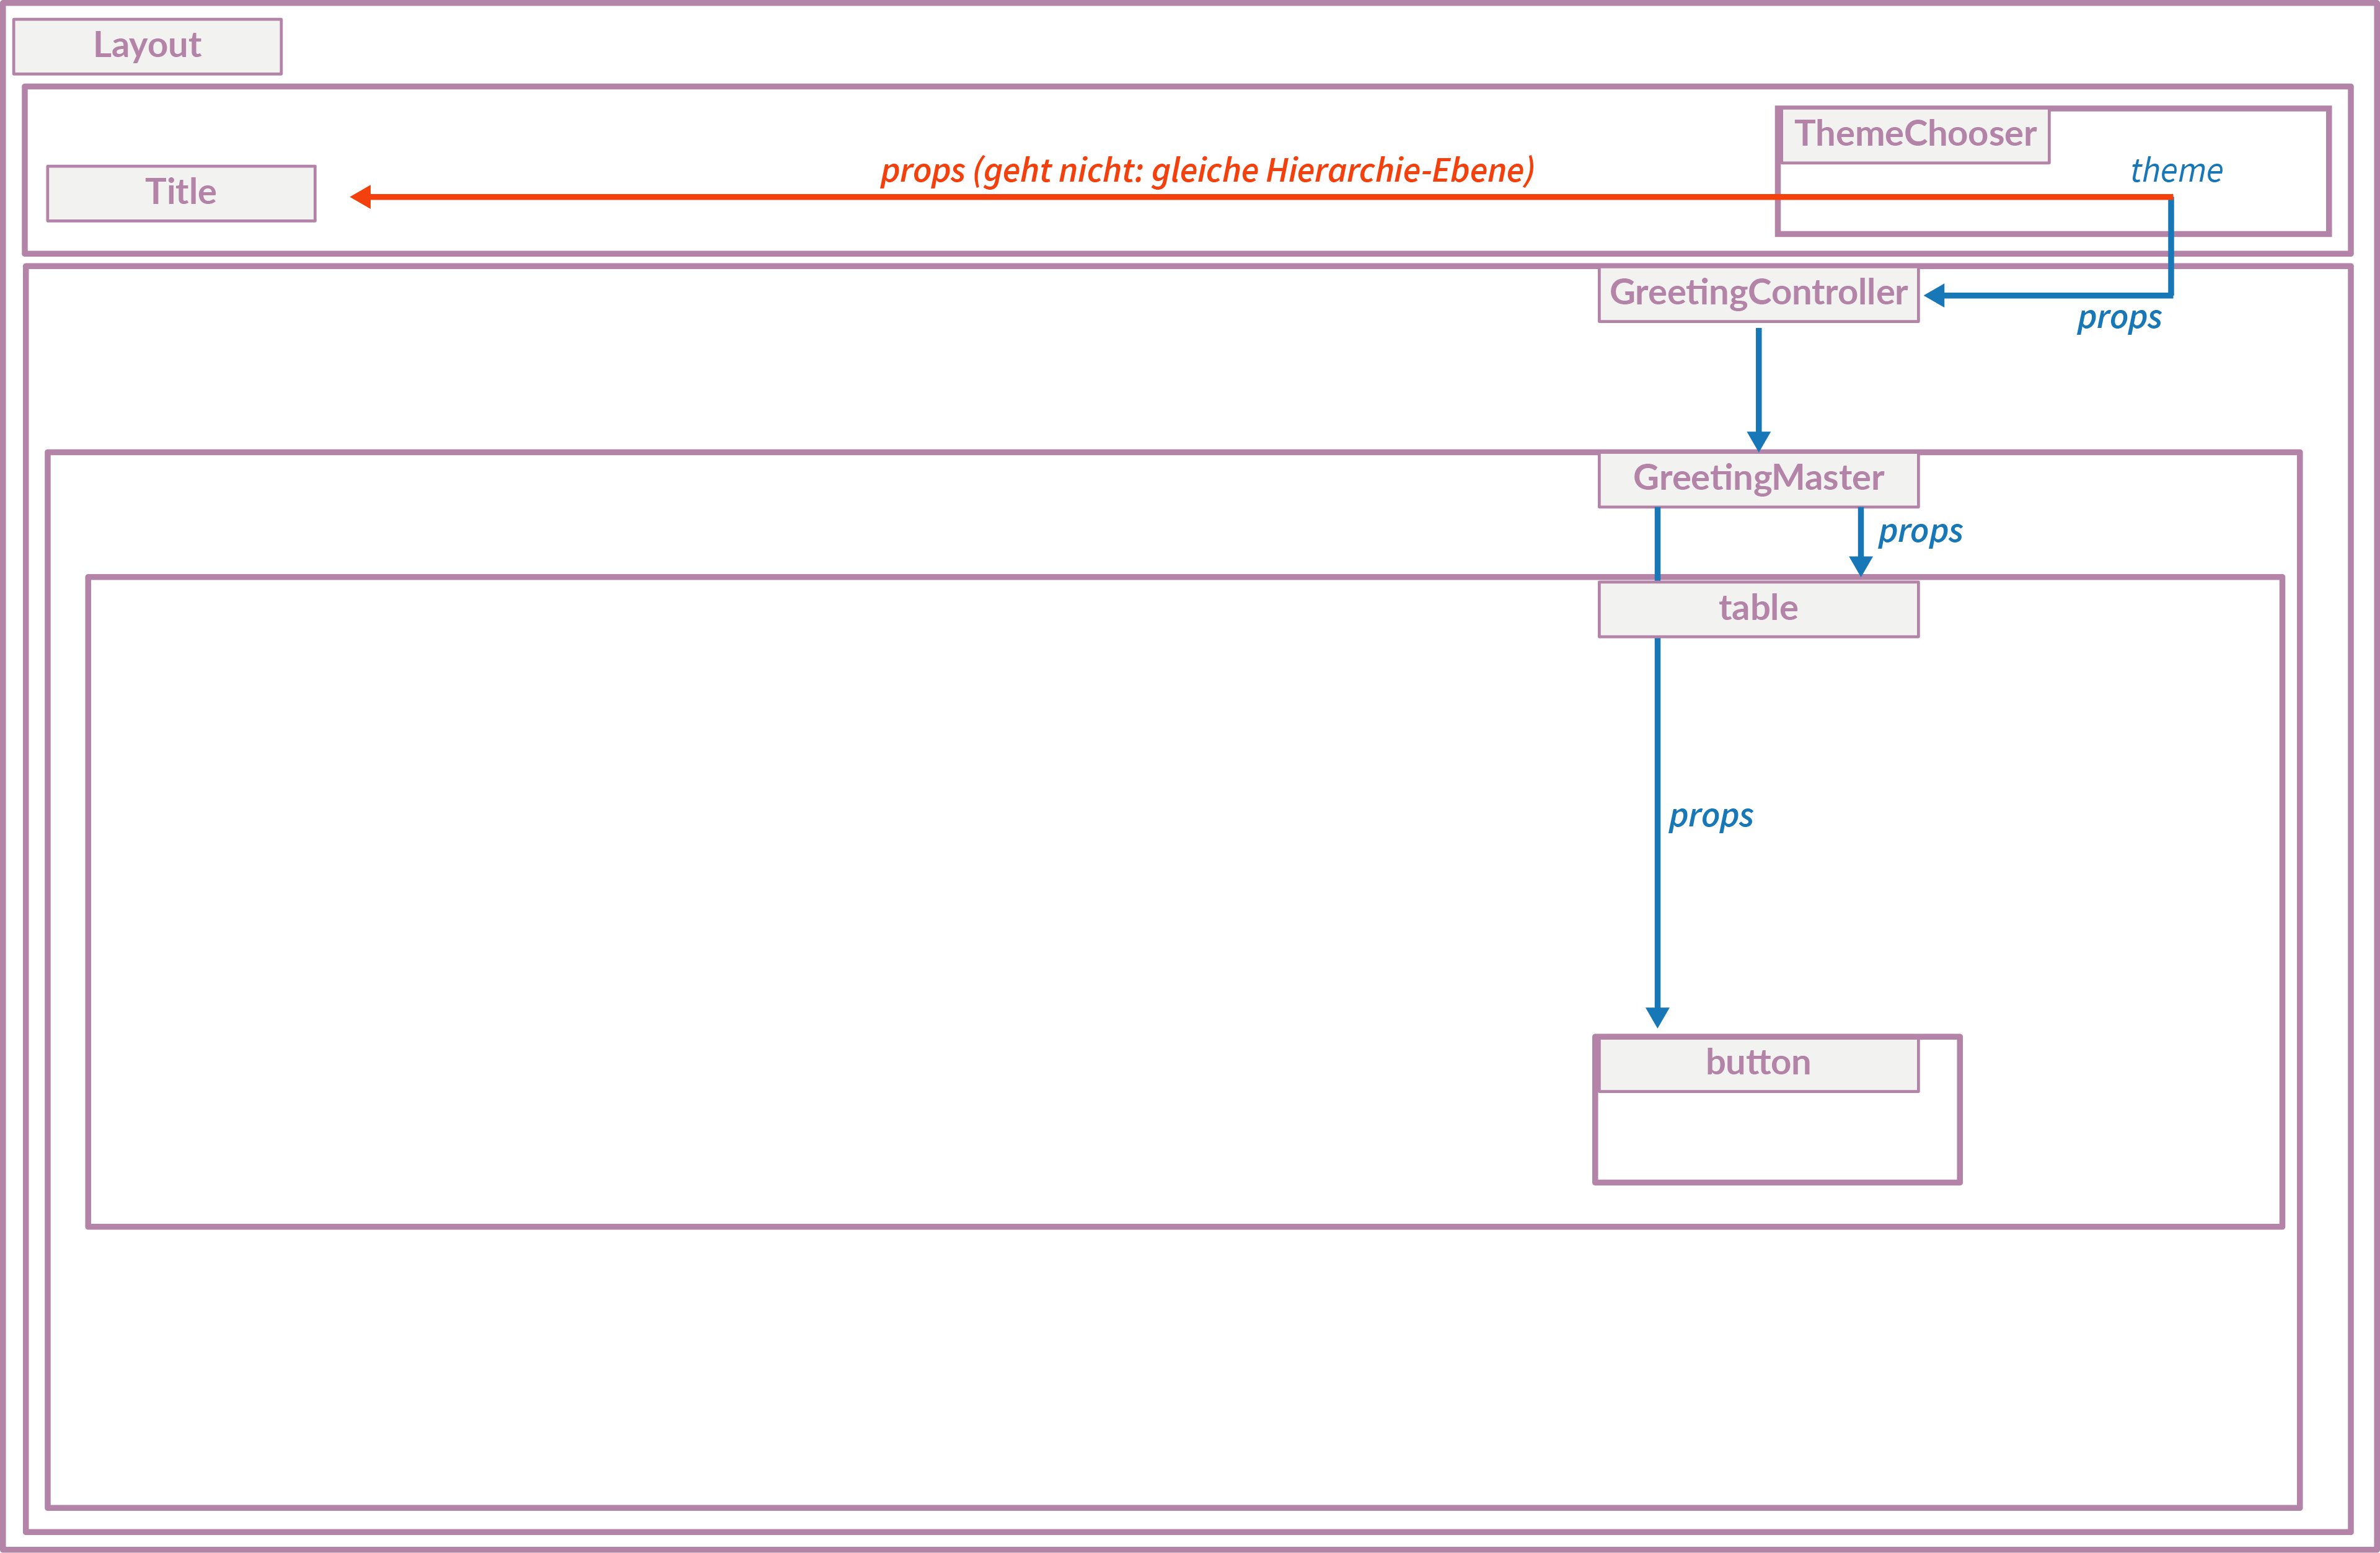 Layout
ThemeChooser
props (geht nicht: gleiche Hierarchie-Ebene)
theme
Title
GreetingController
props
GreetingMaster
props
table
props
button